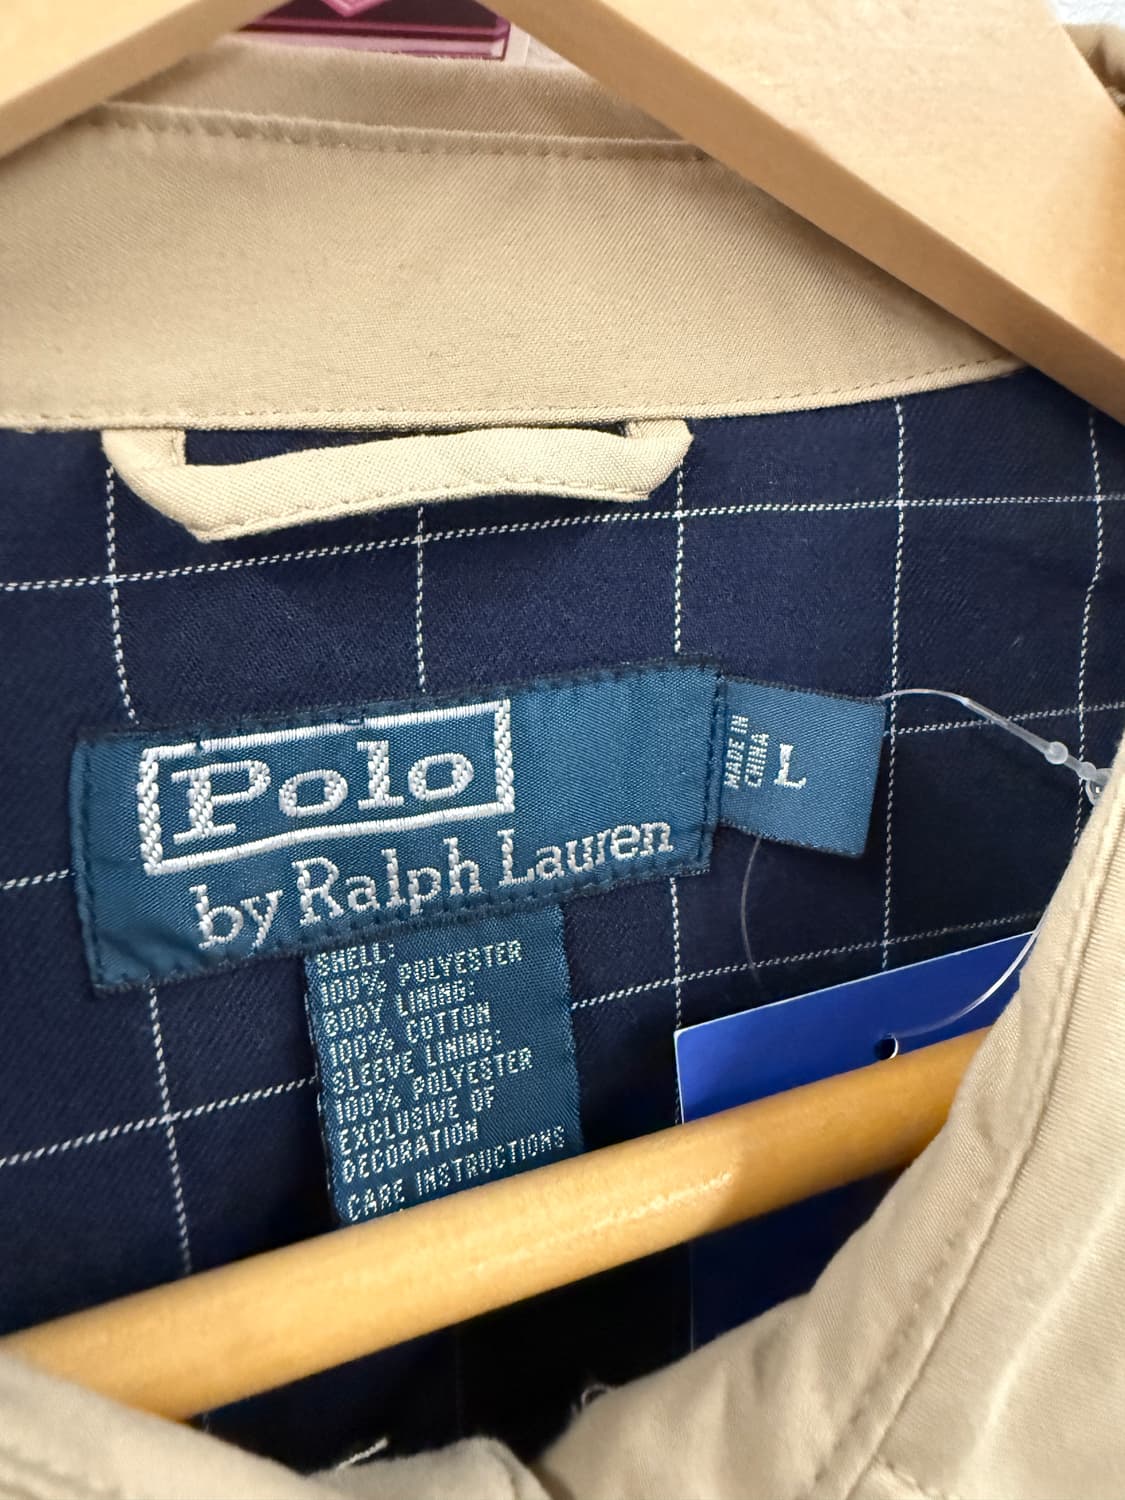 Polo
by Ralph Lauren
MADE IN
CHINA
L
SHELL:
100% POLYESTER
BODY LINING:
100% COTTON
SLEEVE LINING:
100% POLYESTER
EXCLUSIVE OF
DECORATION
CARE INSTRUCTIONS